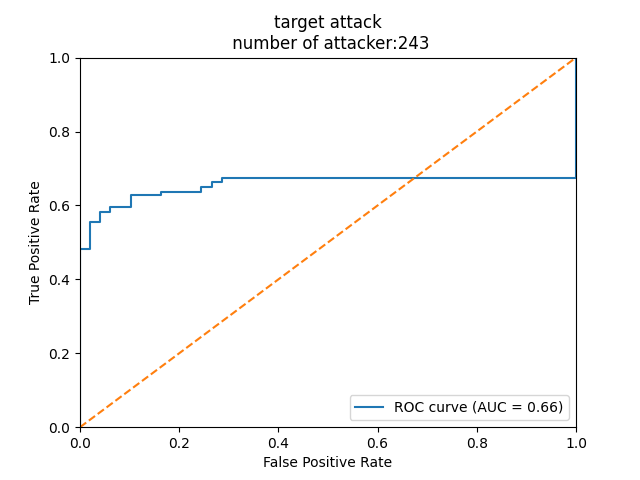 target attack
number of attacker:243
1.0
0.8
0.6
0.4
0.2
0.0
True Positive Rate
ROC curve (AUC = 0.66)
0.0 0.2 0.4 0.6 0.8 1.0
False Positive Rate